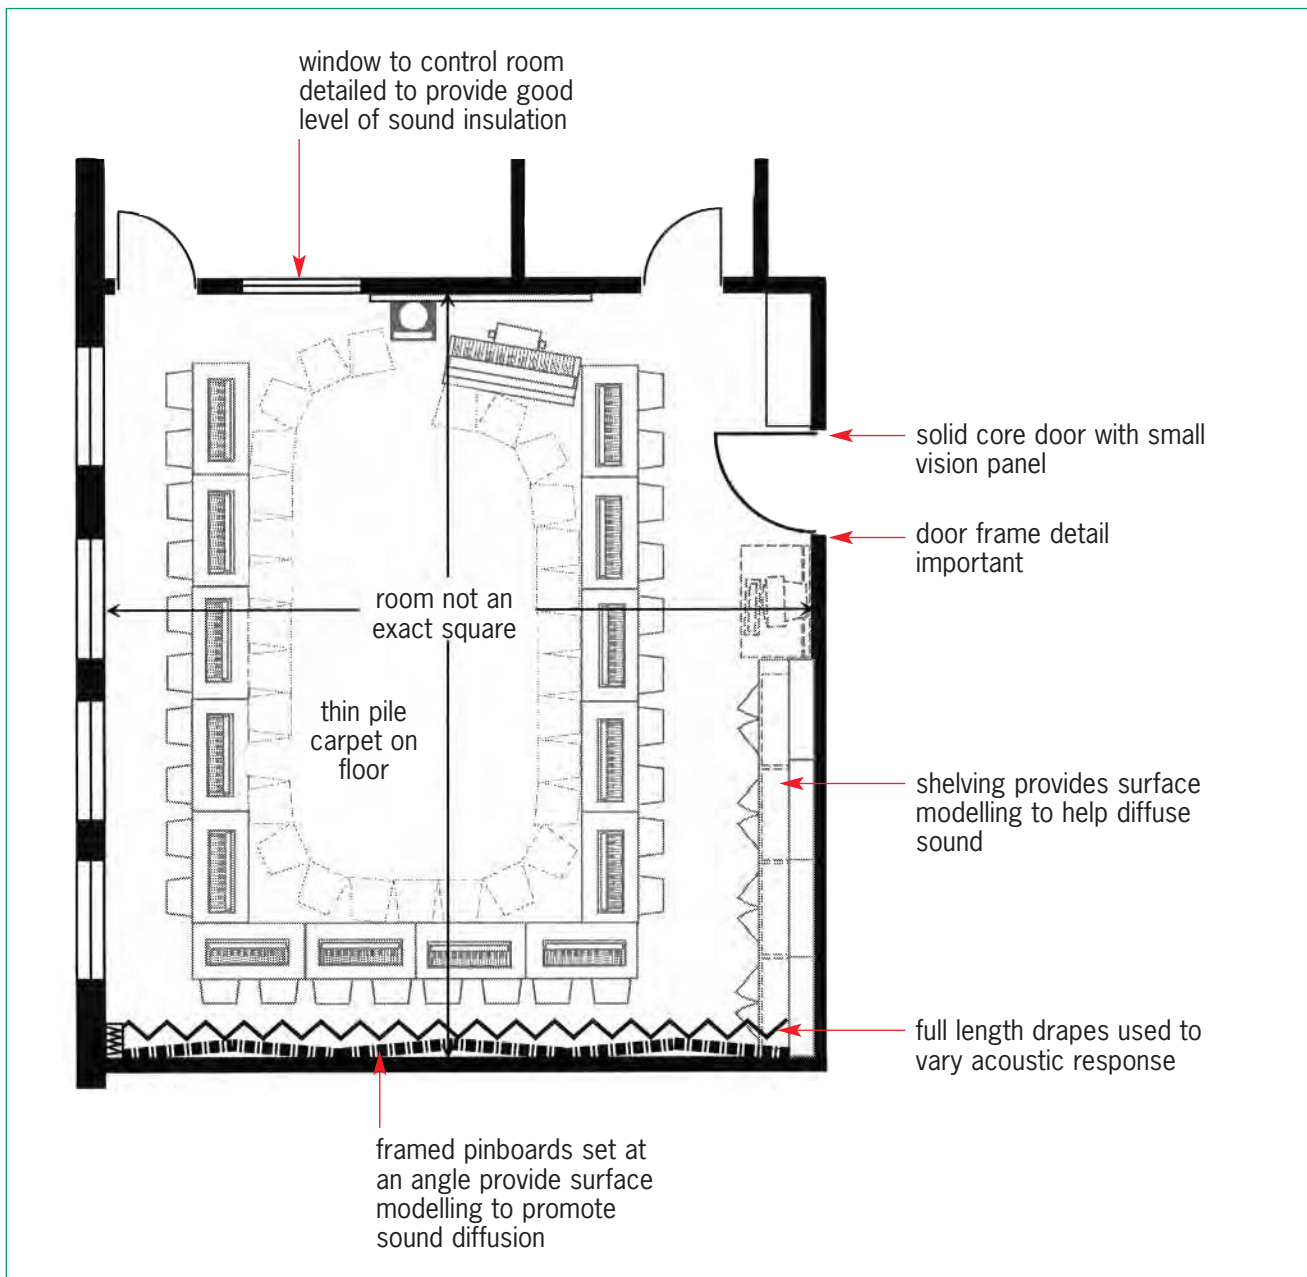 window to control room
detailed to provide good
level of sound insulation
solid core door with small
vision panel
door frame detail
important
room not an
exact square
thin pile
carpet on
floor
shelving provides surface
modelling to help diffuse
sound
full length drapes used to
vary acoustic response
framed pinboards set at
an angle provide surface
modelling to promote
sound diffusion